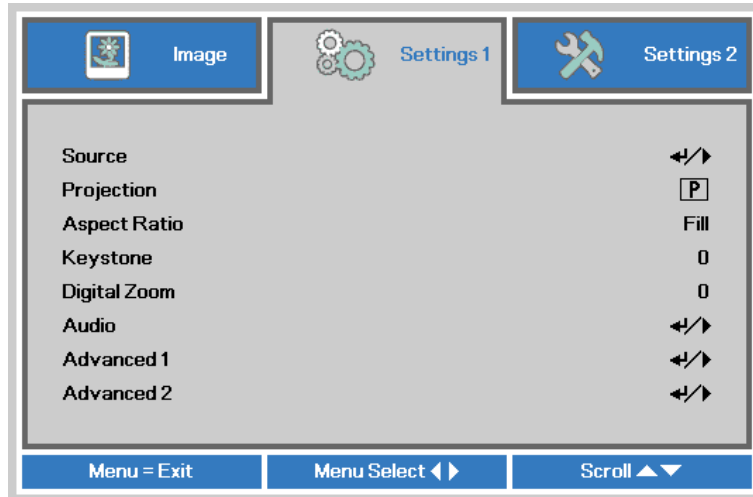 Image
Settings 1
Settings 2
Source ↵/▶
Projection P
Aspect Ratio Fill
Keystone 0
Digital Zoom 0
Audio ↵/▶
Advanced 1 ↵/▶
Advanced 2 ↵/▶
Menu = Exit
Menu Select ◀ ▶
Scroll ▲▼